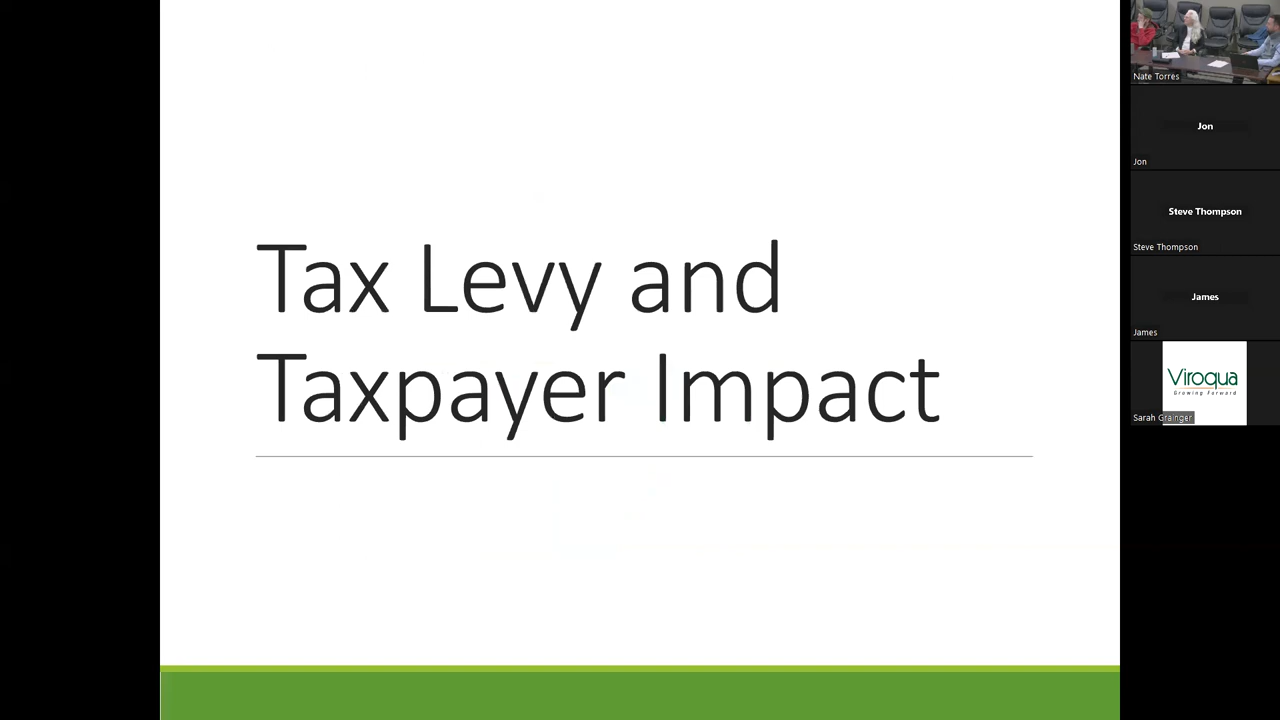 Tax Levy and
Taxpayer Impact
Nate Torres
Jon
Jon
Steve Thompson
Steve Thompson
James
James
Viroqua
Growing Forward
Sarah Grainger